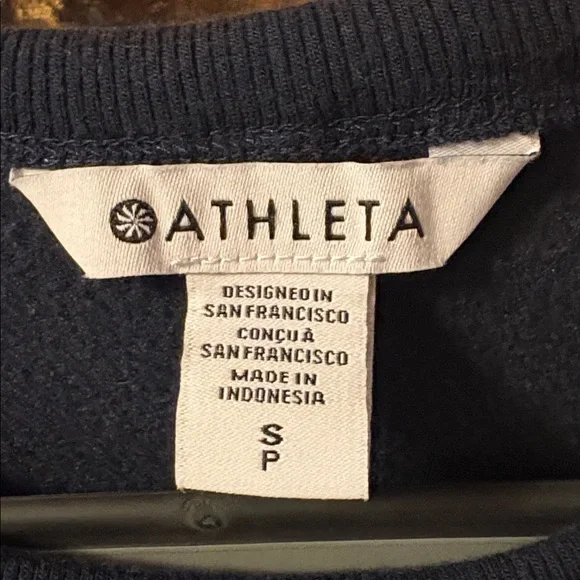 ATHLETA
DESIGNED IN
SAN FRANCISCO
CONÇU À
SAN FRANCISCO
MADE IN
INDONESIA
S
P